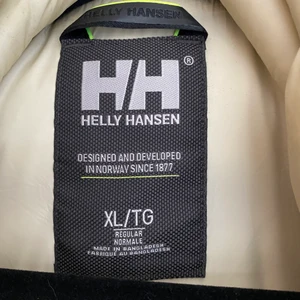 HELLY HANSEN
HH®
HELLY HANSEN
DESIGNED AND DEVELOPED
IN NORWAY SINCE 1877
XL/TG
REGULAR
NORMALE
MADE IN BANGLADESH
FABRIQUÉ AU BANGLADESH